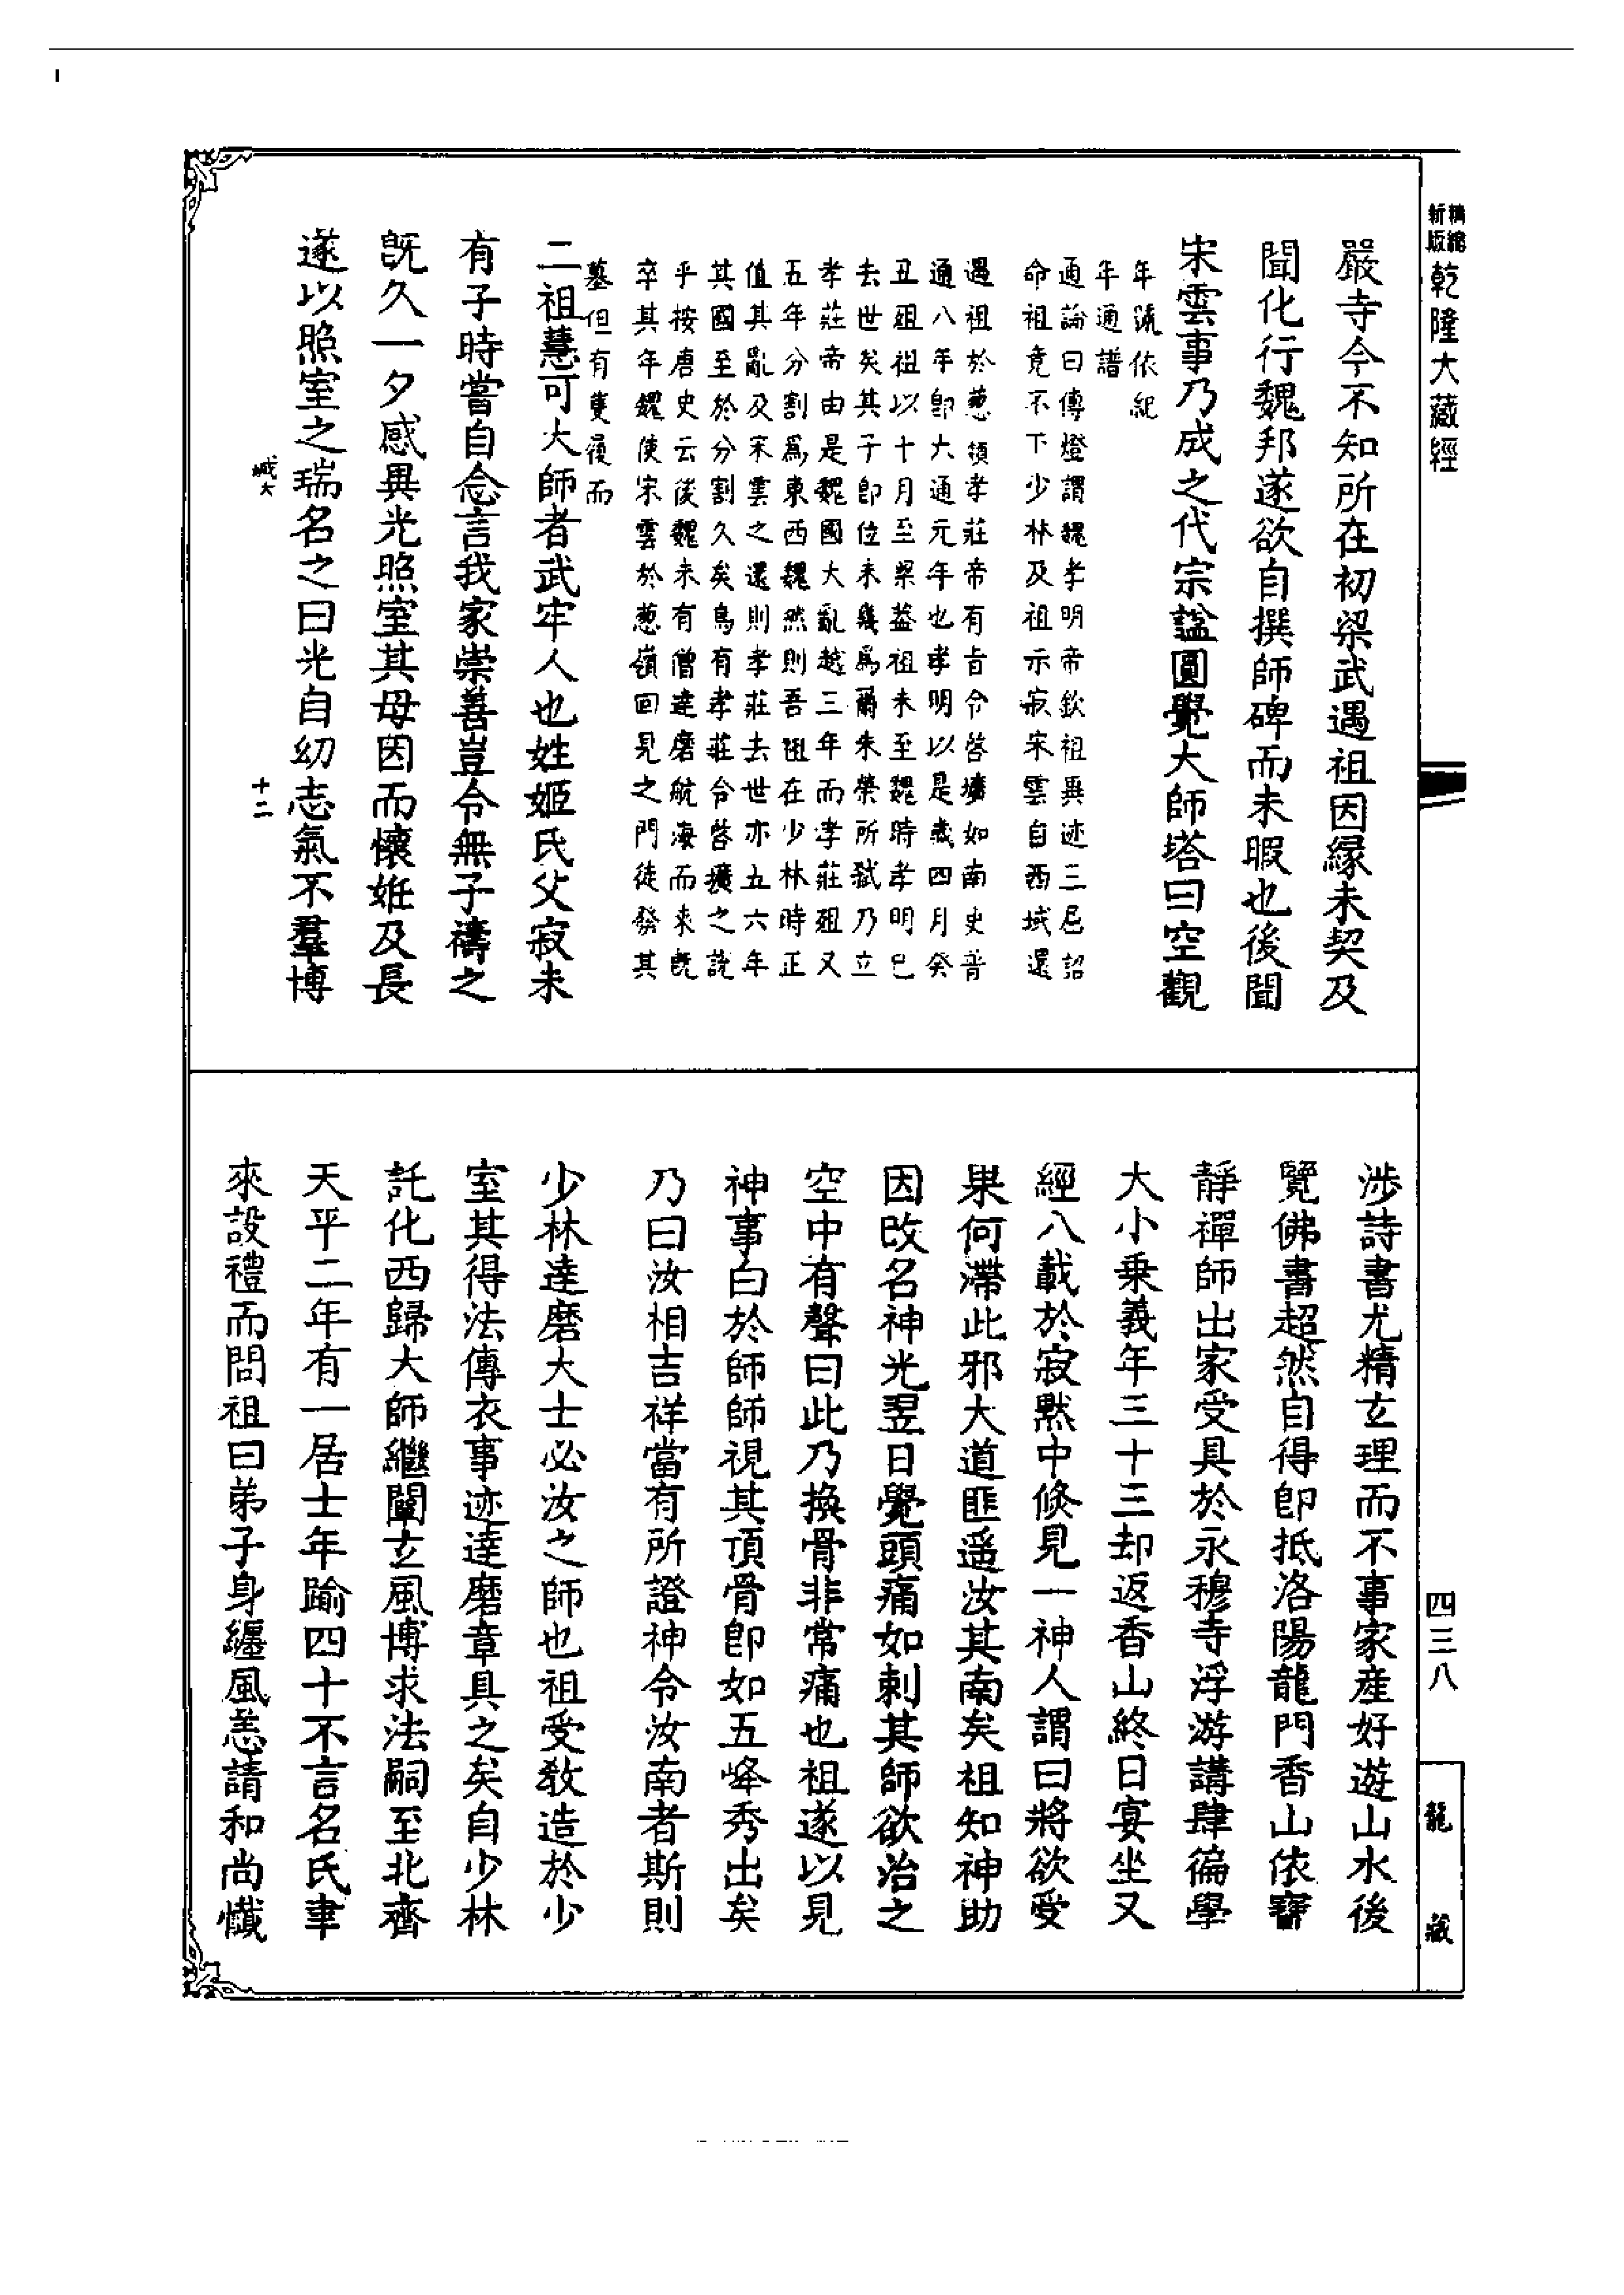 精縮
新版
乾隆大藏經
四三八
龍藏
嚴寺今不知所在初梁武遇祖因緣未契及
聞化行魏邦遂欲自撰師碑而未暇也後聞
宋雲事乃成之代宗諡圓覺大師塔曰空觀
年號依紀
年通譜
通論曰傳燈謂魏孝明帝欽祖異迹三屈詔
命祖竟不下少林及祖示寂宋雲自西域還
遇祖於葱嶺孝莊帝有旨令啓壙如南史普
通八年卽大通元年也孝明以是歲四月癸
丑殂祖以十月至梁葢祖未至魏時孝明已
去世矣其子卽位未幾爲爾朱榮所弒乃立
孝莊帝由是魏國大亂越三年而孝莊殂又
五年分割爲東西魏然則吾祖在少林時正
值其亂及宋雲之還則孝莊去世亦五六年
其國至於分割久矣烏有孝莊令啓壙之說
乎按唐史云後魏末有僧達磨航海而來旣
卒其年魏使宋雲於葱嶺回見之門徒發其
墓但有隻履而
二祖慧可大師者武牢人也姓姬氏父寂未
有子時嘗自念言我家崇善豈令無子禱之
旣久一夕感異光照室其母因而懷姙及長
遂以照室之瑞名之曰光自幼志氣不羣博
城六
十二
涉詩書尤精玄理而不事家産好遊山水後
覽佛書超然自得卽抵洛陽龍門香山依寶
靜禪師出家受具於永穆寺浮游講肆徧學
大小乗義年三十三却返香山終日宴坐又
經八載於寂默中倐見一神人謂曰將欲受
果何滯此邪大道匪遥汝其南矣祖知神助
因改名神光翌日覺頭痛如刺其師欲治之
空中有聲曰此乃換骨非常痛也祖遂以見
神事白於師師視其頂骨卽如五峰秀出矣
乃曰汝相吉祥當有所證神令汝南者斯則
少林達磨大士必汝之師也祖受敎造於少
室其得法傳衣事迹達磨章具之矣自少林
託化西歸大師繼闡玄風博求法嗣至北齊
天平二年有一居士年踰四十不言名氏聿
來設禮而問祖曰弟子身纏風恙請和尚懺